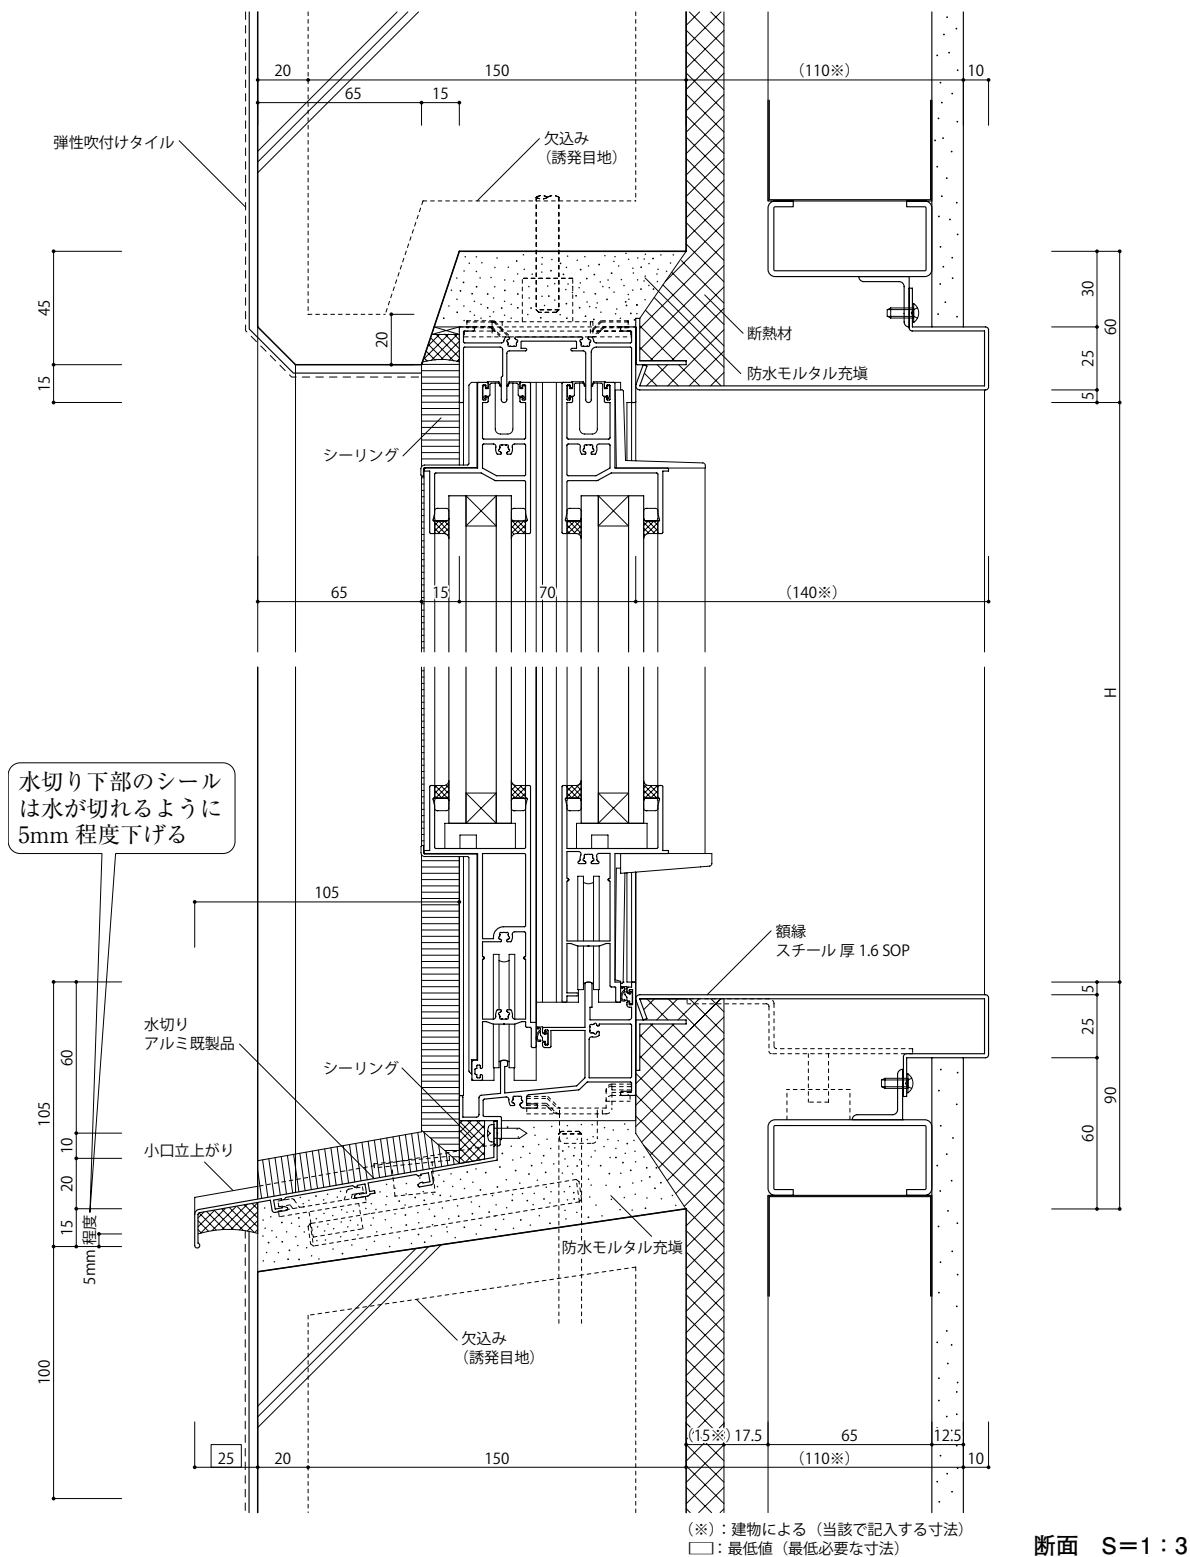 20
150
(110※)
10
65
15
弾性吹付けタイル
欠込み
（誘発目地）
45
20
15
断熱材
防水モルタル充塡
30
60
25
5
シーリング
65
15
70
(140※)
H
水切り下部のシール
は水が切れるように
5mm 程度下げる
105
額縁
スチール 厚 1.6 SOP
水切り
アルミ既製品
シーリング
小口立上がり
105
60
10
20
15
5mm 程度
5
25
90
60
防水モルタル充塡
欠込み
（誘発目地）
100
(15※)
17.5
65
12.5
25
20
150
(110※)
10
(※)：建物による（当該で記入する寸法）
□：最低値（最低必要な寸法）
断面　S＝1：3